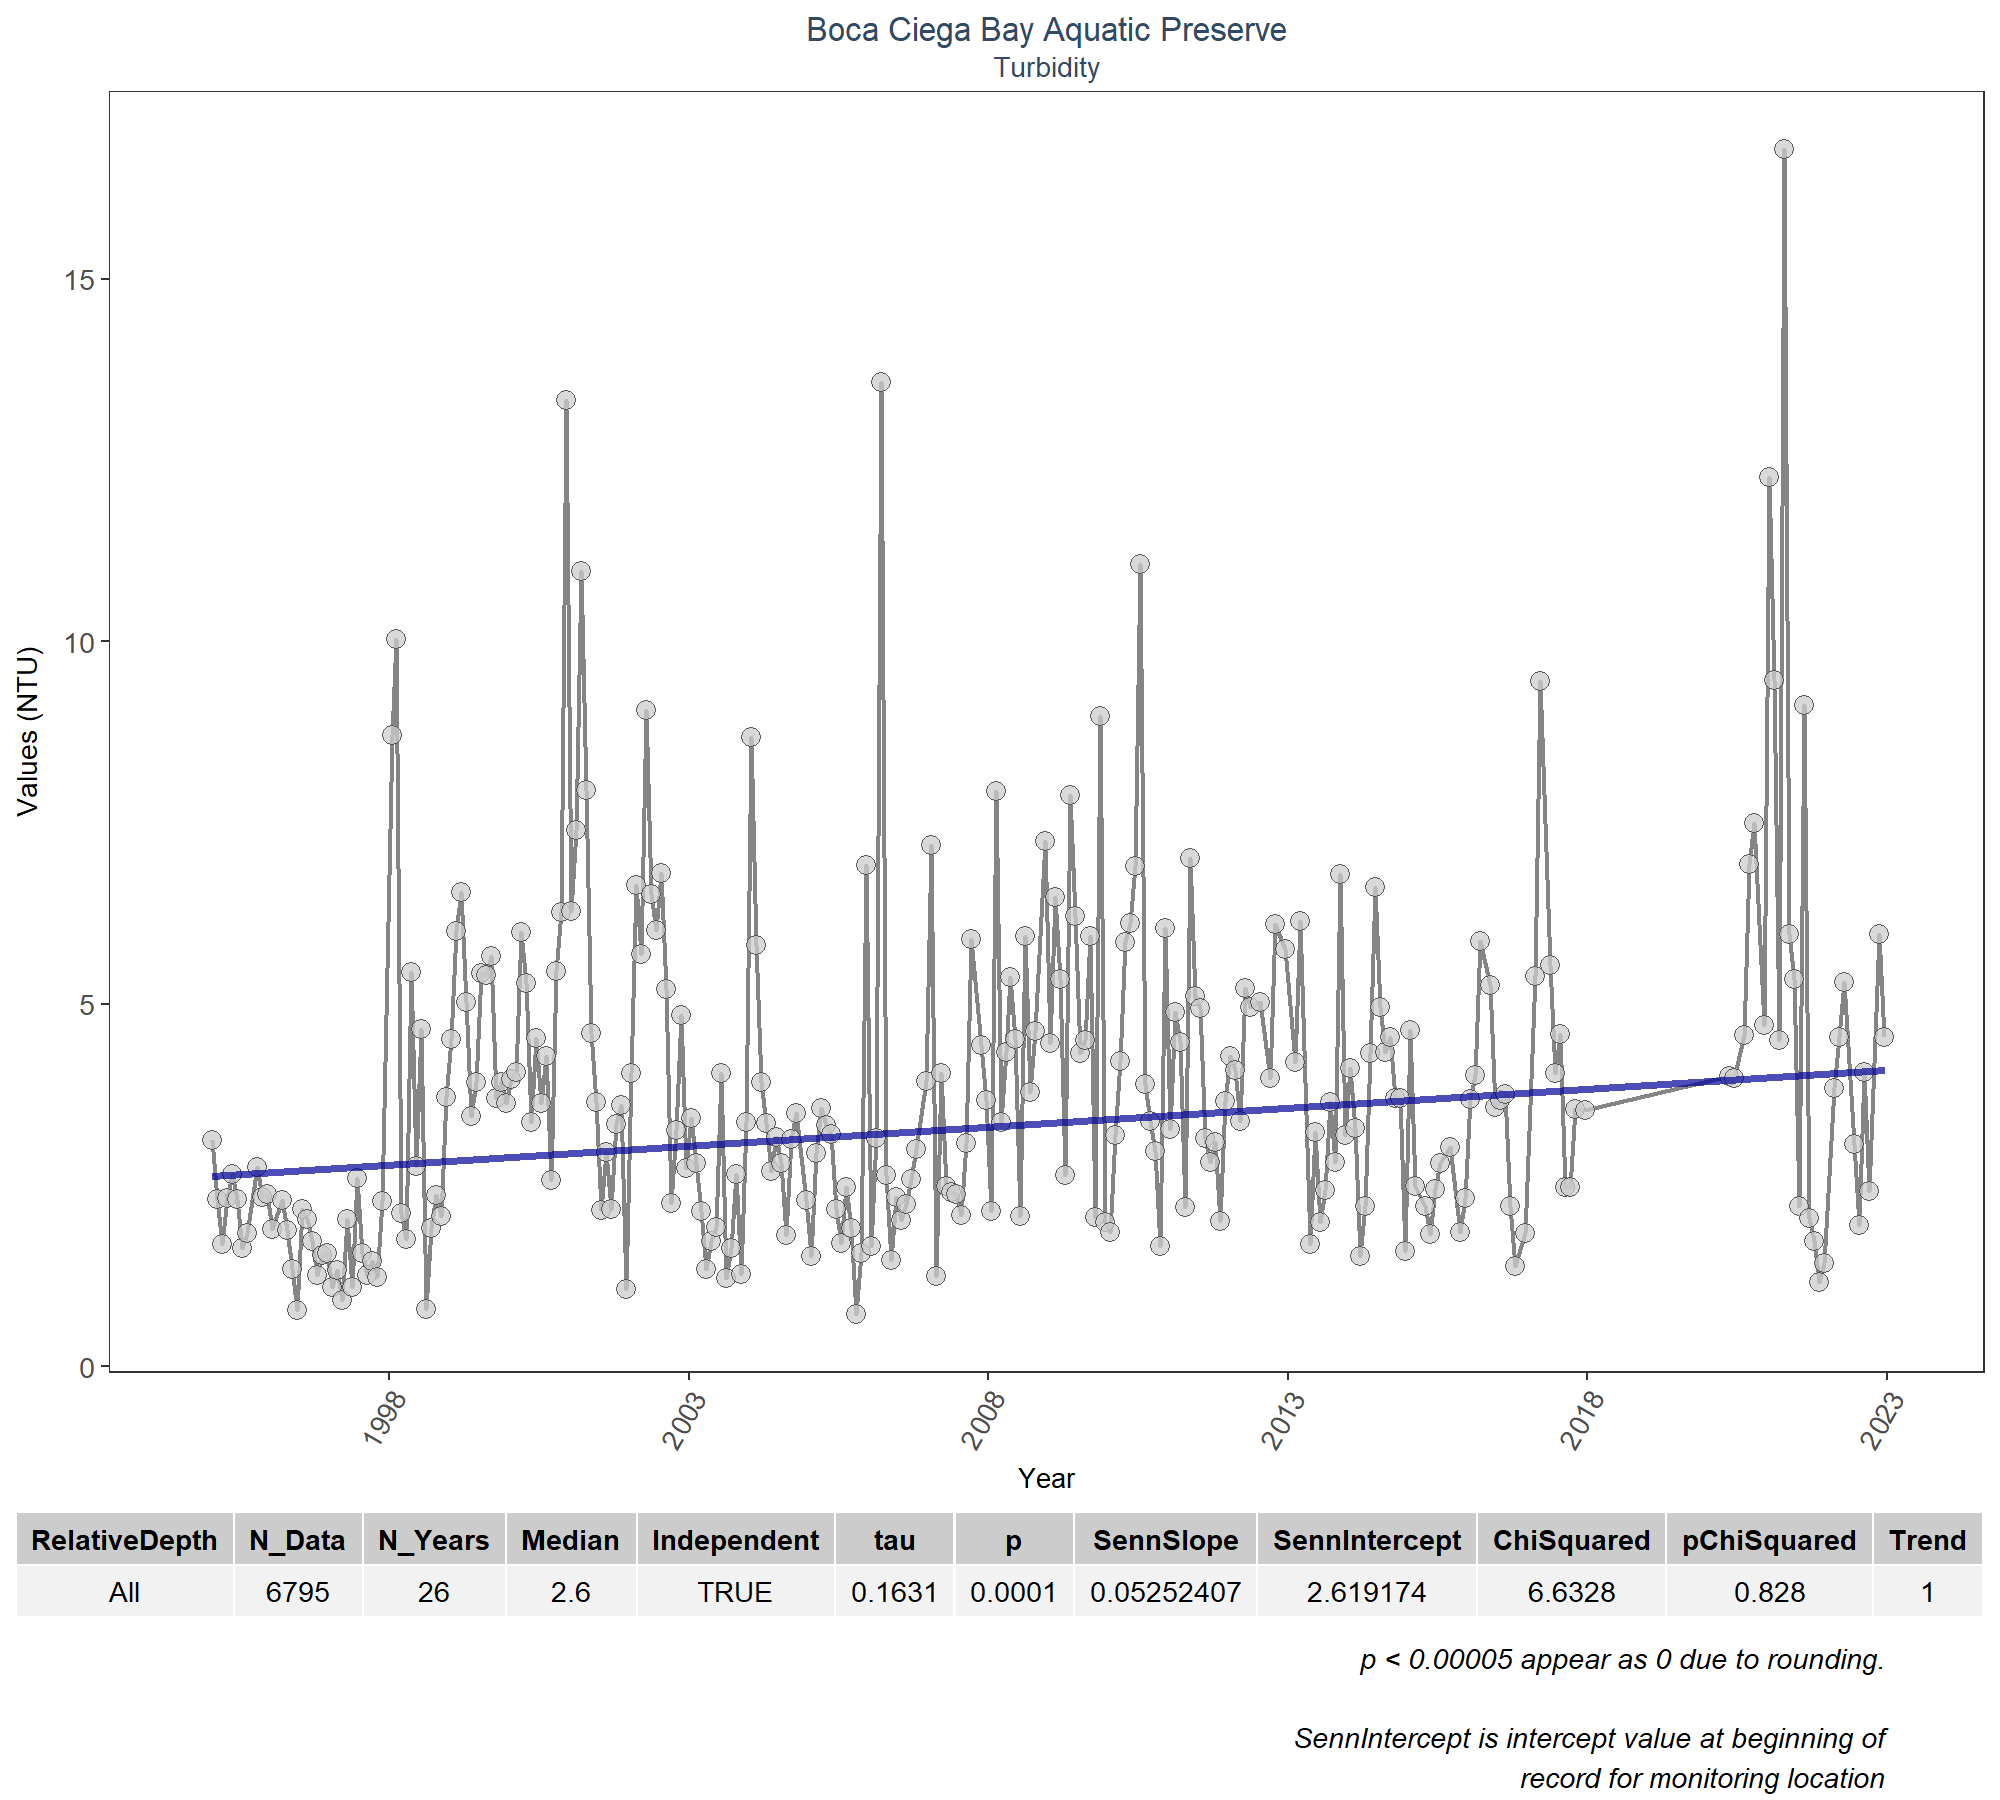 Boca Ciega Bay Aquatic Preserve
Turbidity
Values (NTU)
15
10
5
0
1998 2003 2008 2013 2018 2023
Year
RelativeDepth N_Data N_Years Median Independent tau p SennSlope SennIntercept ChiSquared pChiSquared Trend
All 6795 26 2.6 TRUE 0.1631 0.0001 0.05252407 2.619174 6.6328 0.828 1
p < 0.00005 appear as 0 due to rounding.
SennIntercept is intercept value at beginning of
record for monitoring location